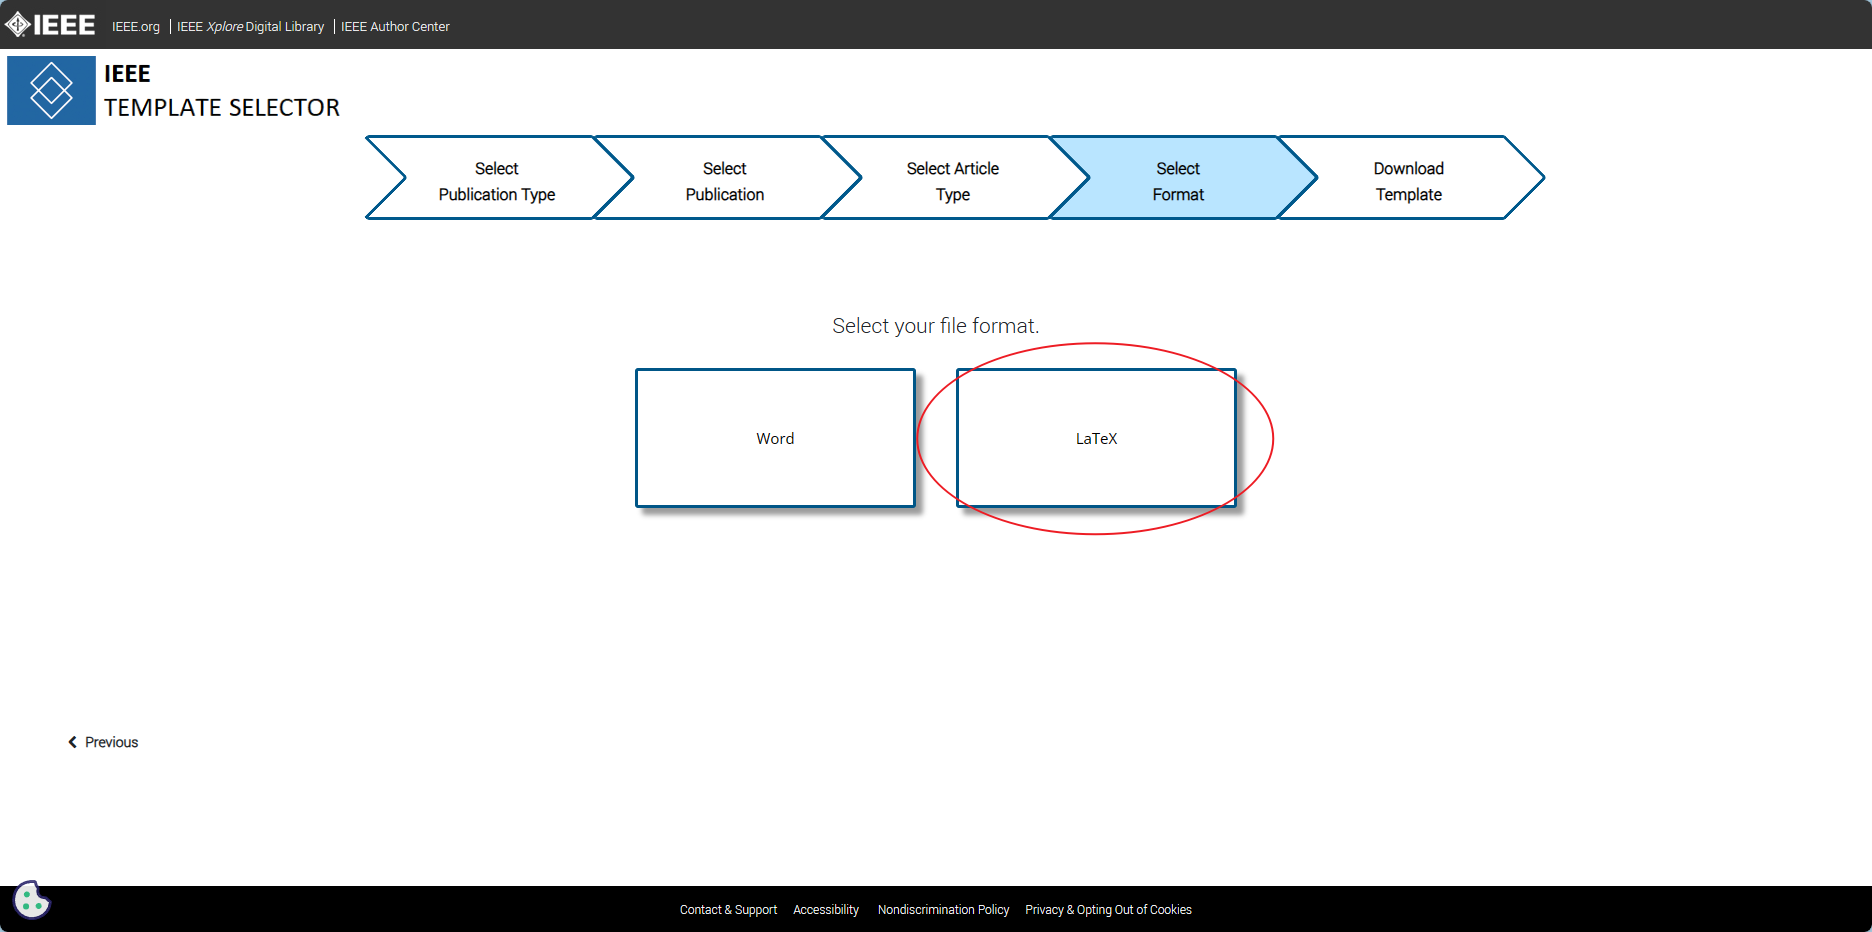 IEEE IEEE.org IEEE Xplore Digital Library IEEE Author Center
IEEE
TEMPLATE SELECTOR
Select
Publication Type
Select
Publication
Select Article
Type
Select
Format
Download
Template
Select your file format.
Word
LaTeX
Previous
Contact & Support Accessibility Nondiscrimination Policy Privacy & Opting Out of Cookies